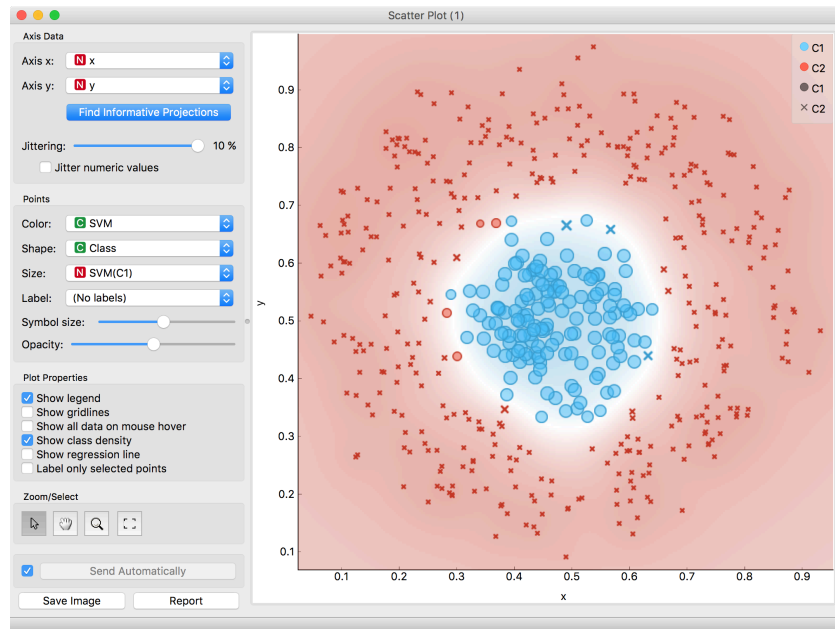 Scatter Plot (1)
Axis Data
Axis x: N x
Axis y: N y
Find Informative Projections
Jittering: 10 %
Jitter numeric values
Points
Color: C SVM
Shape: C Class
Size: N SVM(C1)
Label: (No labels)
Symbol size:
Opacity:
Plot Properties
Show legend
Show gridlines
Show all data on mouse hover
Show class density
Show regression line
Label only selected points
Zoom/Select
Send Automatically
Save Image Report
C1
C2
C1
C2
y
0.9
0.8
0.7
0.6
0.5
0.4
0.3
0.2
0.1
0.1 0.2 0.3 0.4 0.5 0.6 0.7 0.8 0.9
x